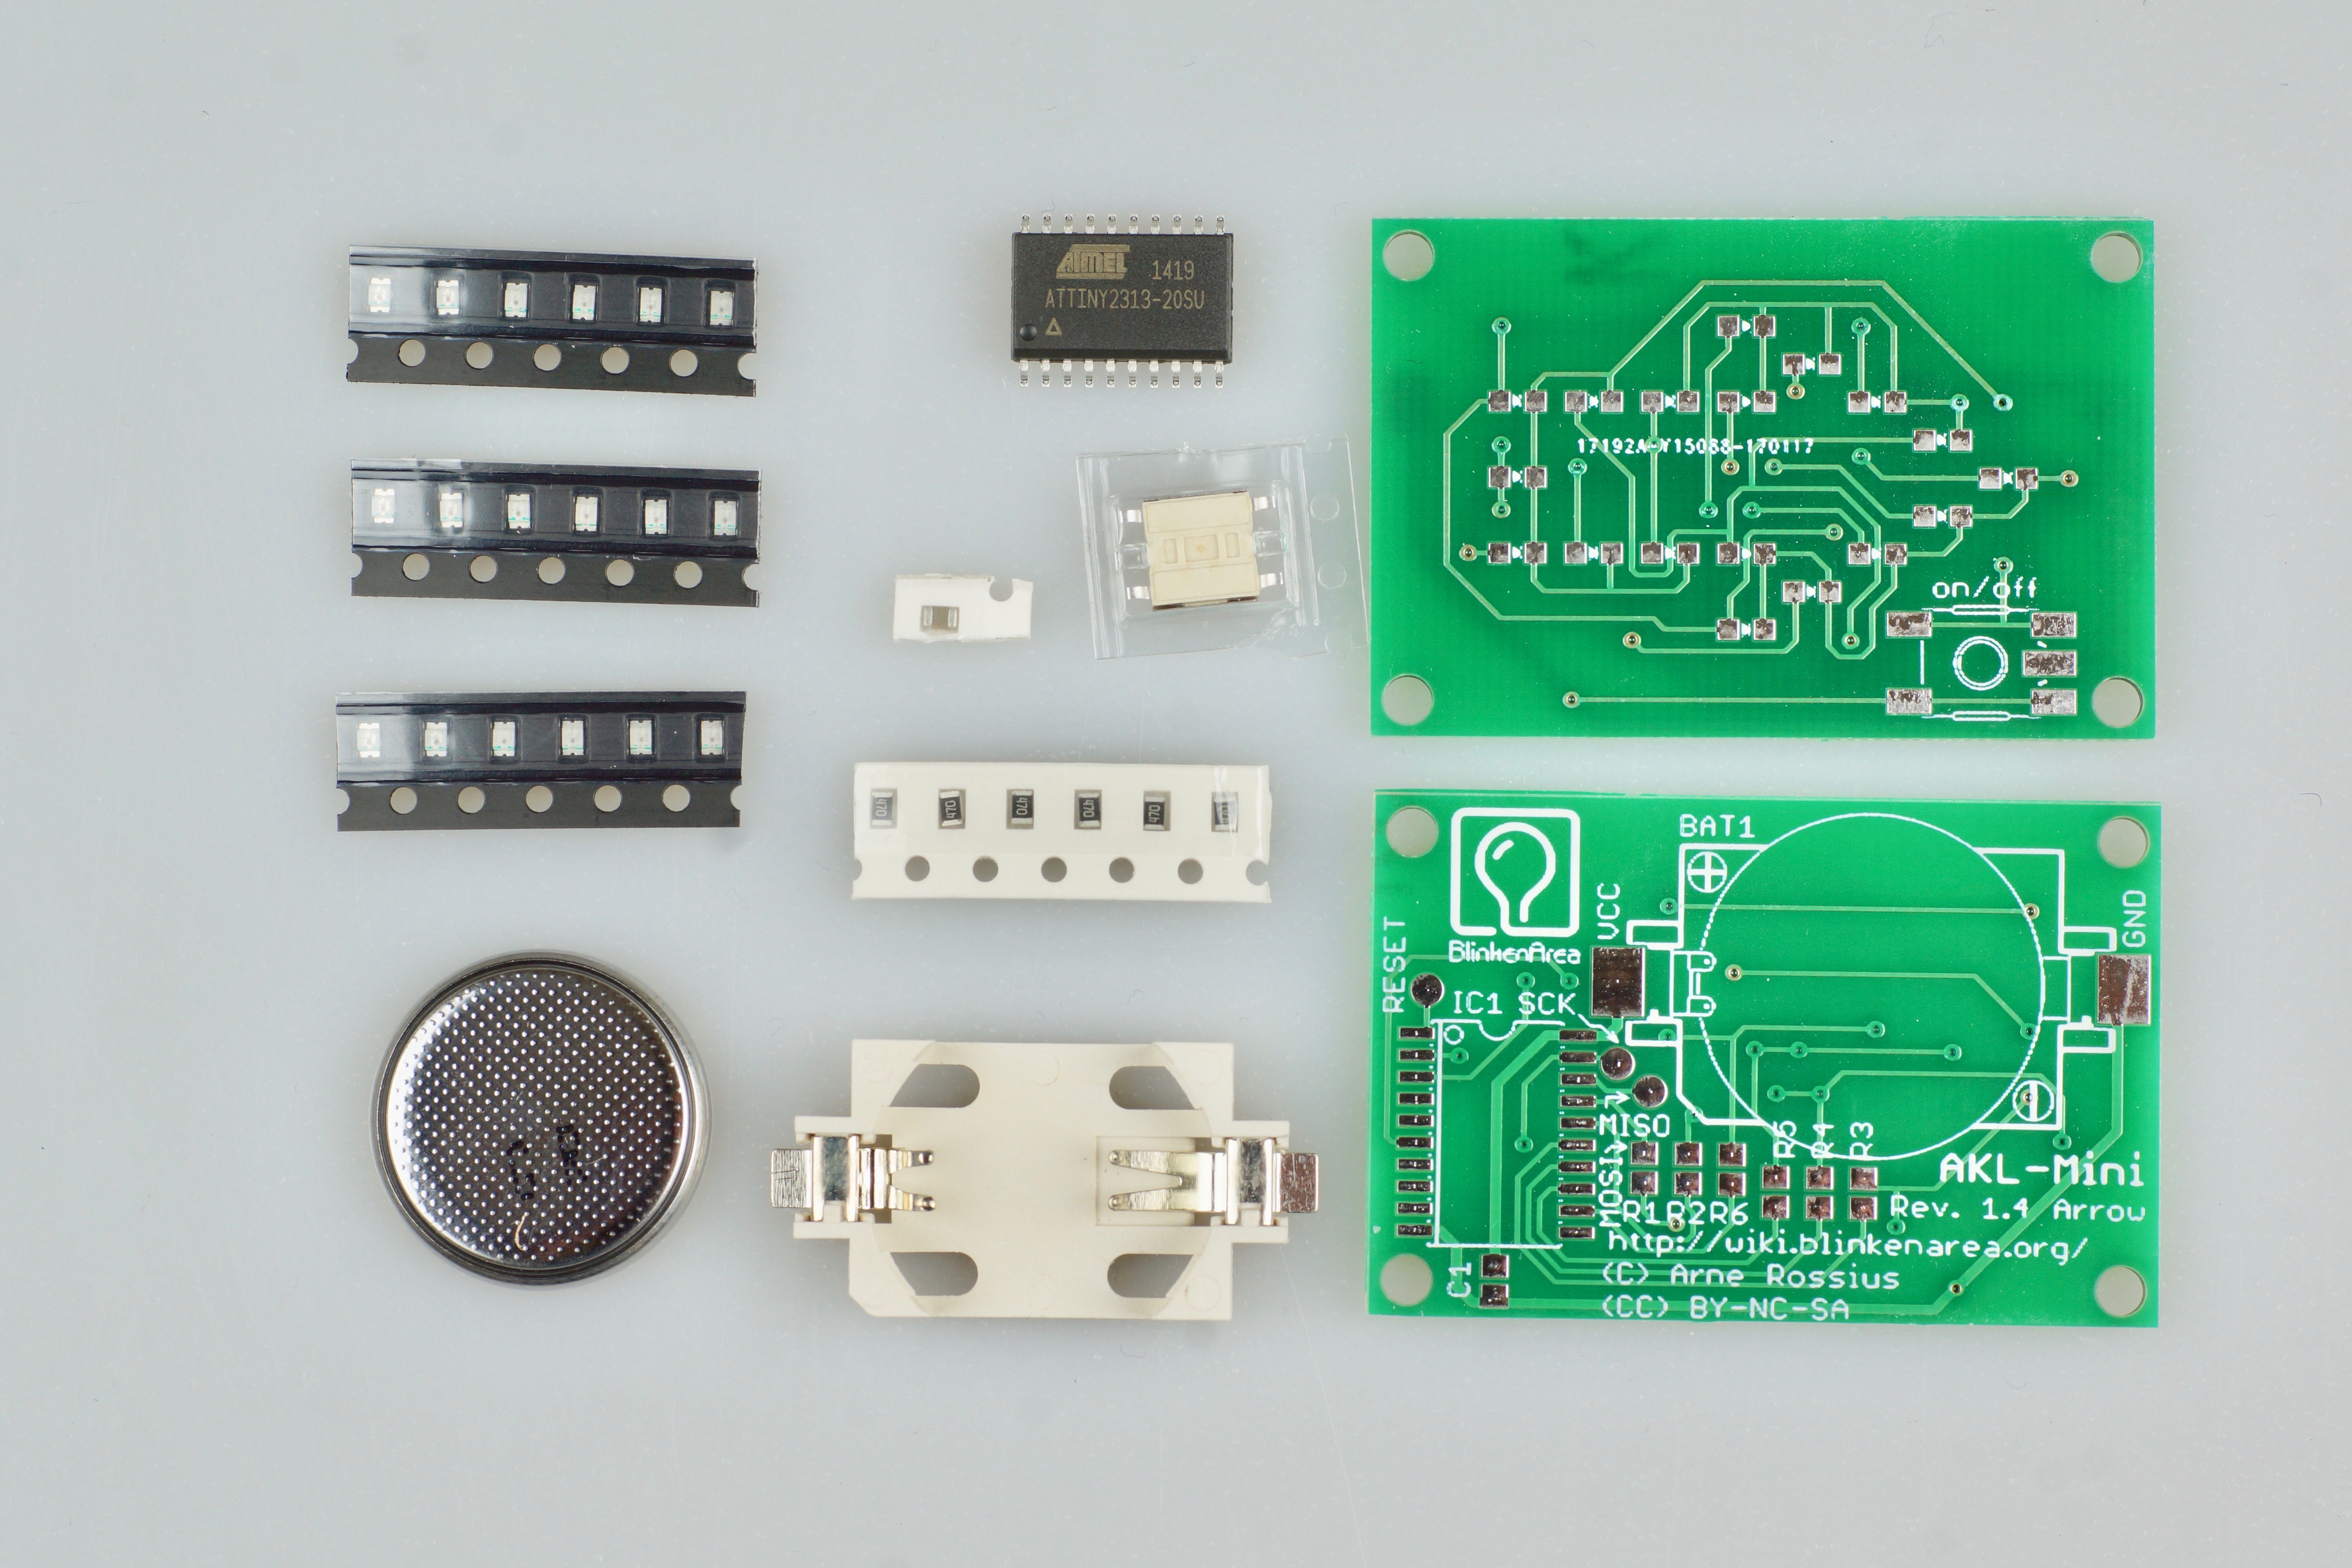 ATMEL 1419
ATTINY2313-20SU
17192A Y15088-170117
on/off
470
470
470
470
470
BAT1
VCC
GND
BlinkenArea
RESET
IC1 SCK
MISO
MOSI
R5
R4
R3
R1R2R6
AKL-Mini
Rev. 1.4 Arrow
http://wiki.blinkenarea.org/
C1
(C) Arne Rossius
(CC) BY-NC-SA